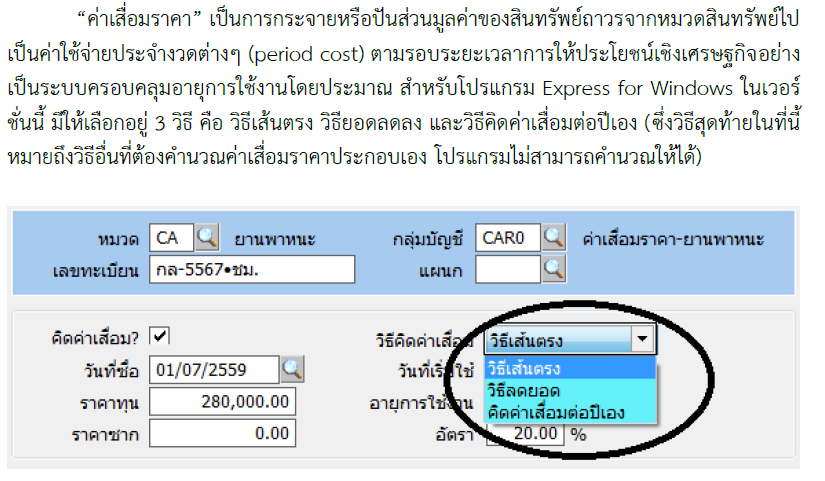 “ค่าเสื่อมราคา” เป็นการกระจายหรือปันส่วนมูลค่าของสินทรัพย์ถาวรจากหมวดสินทรัพย์ไป
เป็นค่าใช้จ่ายประจำงวดต่างๆ (period cost) ตามรอบระยะเวลาการให้ประโยชน์เชิงเศรษฐกิจอย่าง
เป็นระบบครอบคลุมอายุการใช้งานโดยประมาณ สำหรับโปรแกรม Express for Windows ในเวอร์
ชั่นนี้ มีให้เลือกอยู่ 3 วิธี คือ วิธีเส้นตรง วิธียอดลดลง และวิธีคิดค่าเสื่อมต่อปีเอง (ซึ่งวิธีสุดท้ายในที่นี้
หมายถึงวิธีอื่นที่ต้องคำนวณค่าเสื่อมราคาประกอบเอง โปรแกรมไม่สามารถคำนวณให้ได้)
หมวด CA ยานพาหนะ กลุ่มบัญชี CAR0 ค่าเสื่อมราคา-ยานพาหนะ
เลขทะเบียน กล-5567•ชม. แผนก
คิดค่าเสื่อม? วิธีคิดค่าเสื่อม วิธีเส้นตรง
วันที่ซื้อ 01/07/2559 วันที่เริ่มใช้ วิธีเส้นตรง
วิธีลดยอด
ราคาทุน 280,000.00 อายุการใช้งาน คิดค่าเสื่อมต่อปีเอง
ราคาซาก 0.00 อัตรา 20.00 %